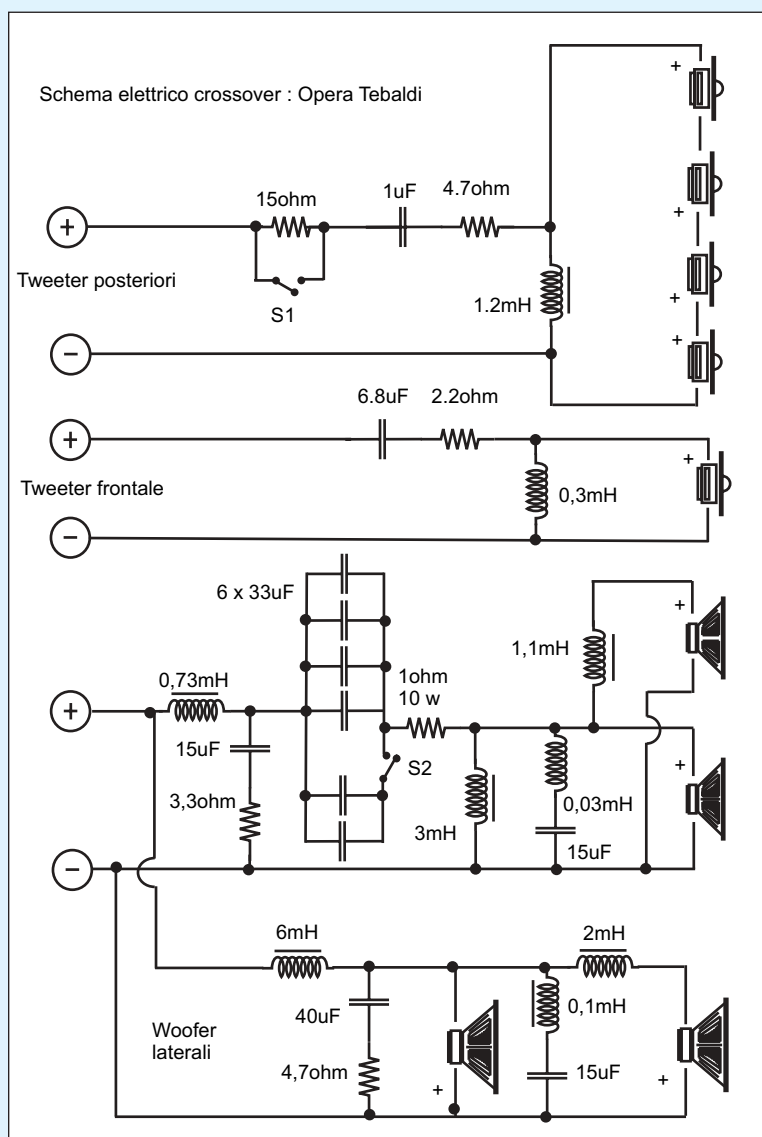 Schema elettrico crossover : Opera Tebaldi
+
15ohm
1uF
4.7ohm
+
+
Tweeter posteriori
S1
1.2mH
+
+
−
6.8uF
2.2ohm
+
+
Tweeter frontale
0,3mH
−
6 x 33uF
+
1,1mH
0,73mH
1ohm
10 w
+
15uF
S2
+
3,3ohm
0,03mH
3mH
15uF
−
6mH
2mH
0,1mH
40uF
Woofer
laterali
15uF
4,7ohm
+
+